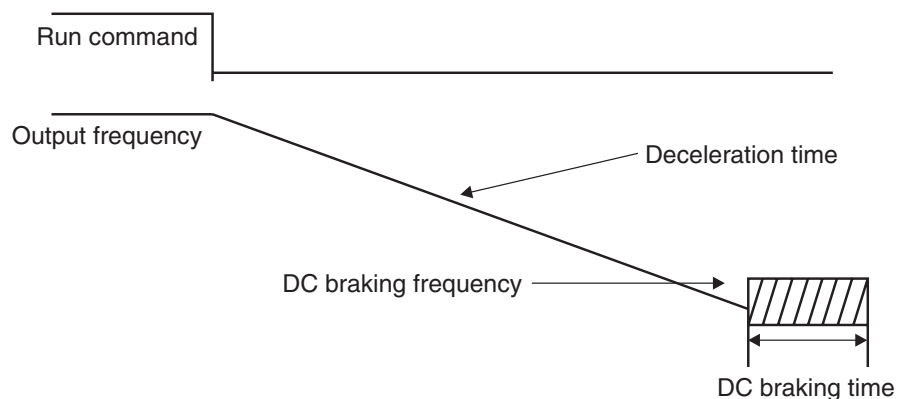 Run command
Output frequency
Deceleration time
DC braking frequency
DC braking time